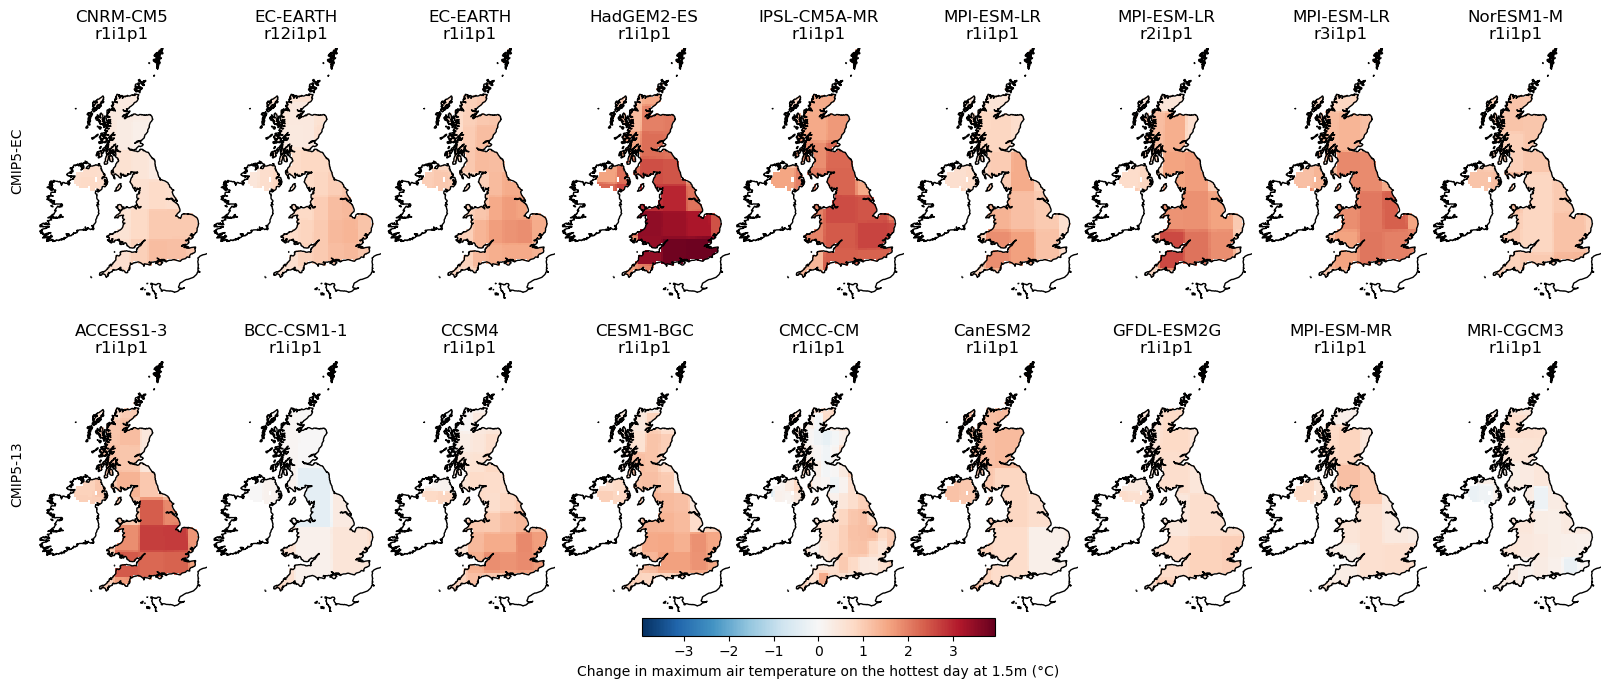 CNRM-CM5
r1i1p1
EC-EARTH
r12i1p1
EC-EARTH
r1i1p1
HadGEM2-ES
r1i1p1
IPSL-CM5A-MR
r1i1p1
MPI-ESM-LR
r1i1p1
MPI-ESM-LR
r2i1p1
MPI-ESM-LR
r3i1p1
NorESM1-M
r1i1p1
CMIP5-EC
ACCESS1-3
r1i1p1
BCC-CSM1-1
r1i1p1
CCSM4
r1i1p1
CESM1-BGC
r1i1p1
CMCC-CM
r1i1p1
CanESM2
r1i1p1
GFDL-ESM2G
r1i1p1
MPI-ESM-MR
r1i1p1
MRI-CGCM3
r1i1p1
CMIP5-13
−3 −2 −1 0 1 2 3
Change in maximum air temperature on the hottest day at 1.5m (°C)